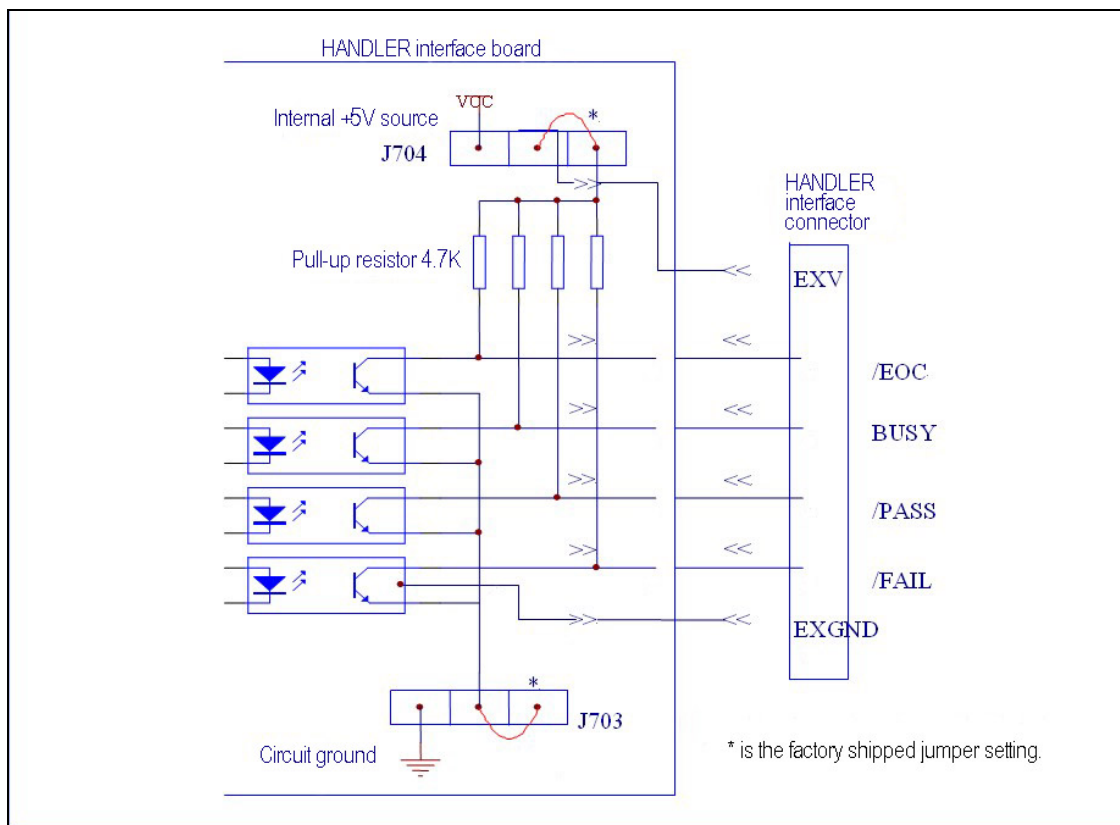 HANDLER interface board
VCC
Internal +5V source
*
J704
HANDLER
interface
connector
Pull-up resistor 4.7K
EXV
/EOC
BUSY
/PASS
/FAIL
EXGND
*
J703
Circuit ground
* is the factory shipped jumper setting.